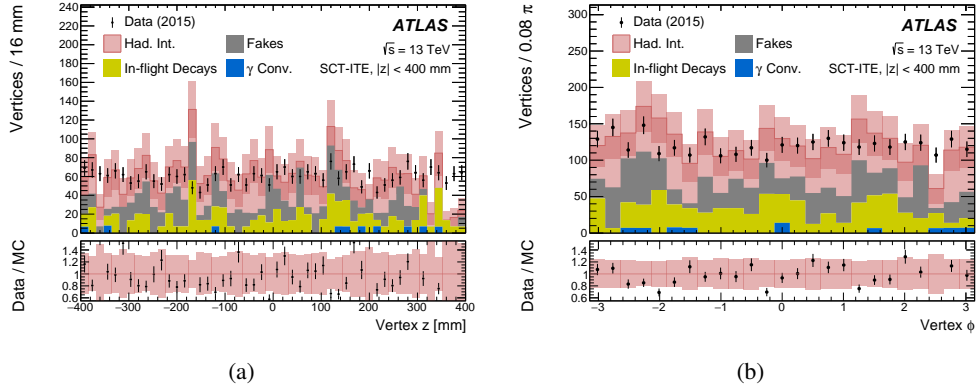 Vertices / 16 mm
240
220
200
180
160
140
120
100
80
60
40
20
0
Data (2015)
Had. Int.
Fakes
In-flight Decays
γ Conv.
ATLAS
√s = 13 TeV
SCT-ITE, |z| < 400 mm
Data / MC
1.4
1.2
1
0.8
0.6
−400 −300 −200 −100 0 100 200 300 400
Vertex z [mm]
(a)
Vertices / 0.08 π
300
250
200
150
100
50
0
Data (2015)
Had. Int.
Fakes
In-flight Decays
γ Conv.
ATLAS
√s = 13 TeV
SCT-ITE, |z| < 400 mm
Data / MC
1.4
1.2
1
0.8
0.6
−3 −2 −1 0 1 2 3
Vertex ϕ
(b)